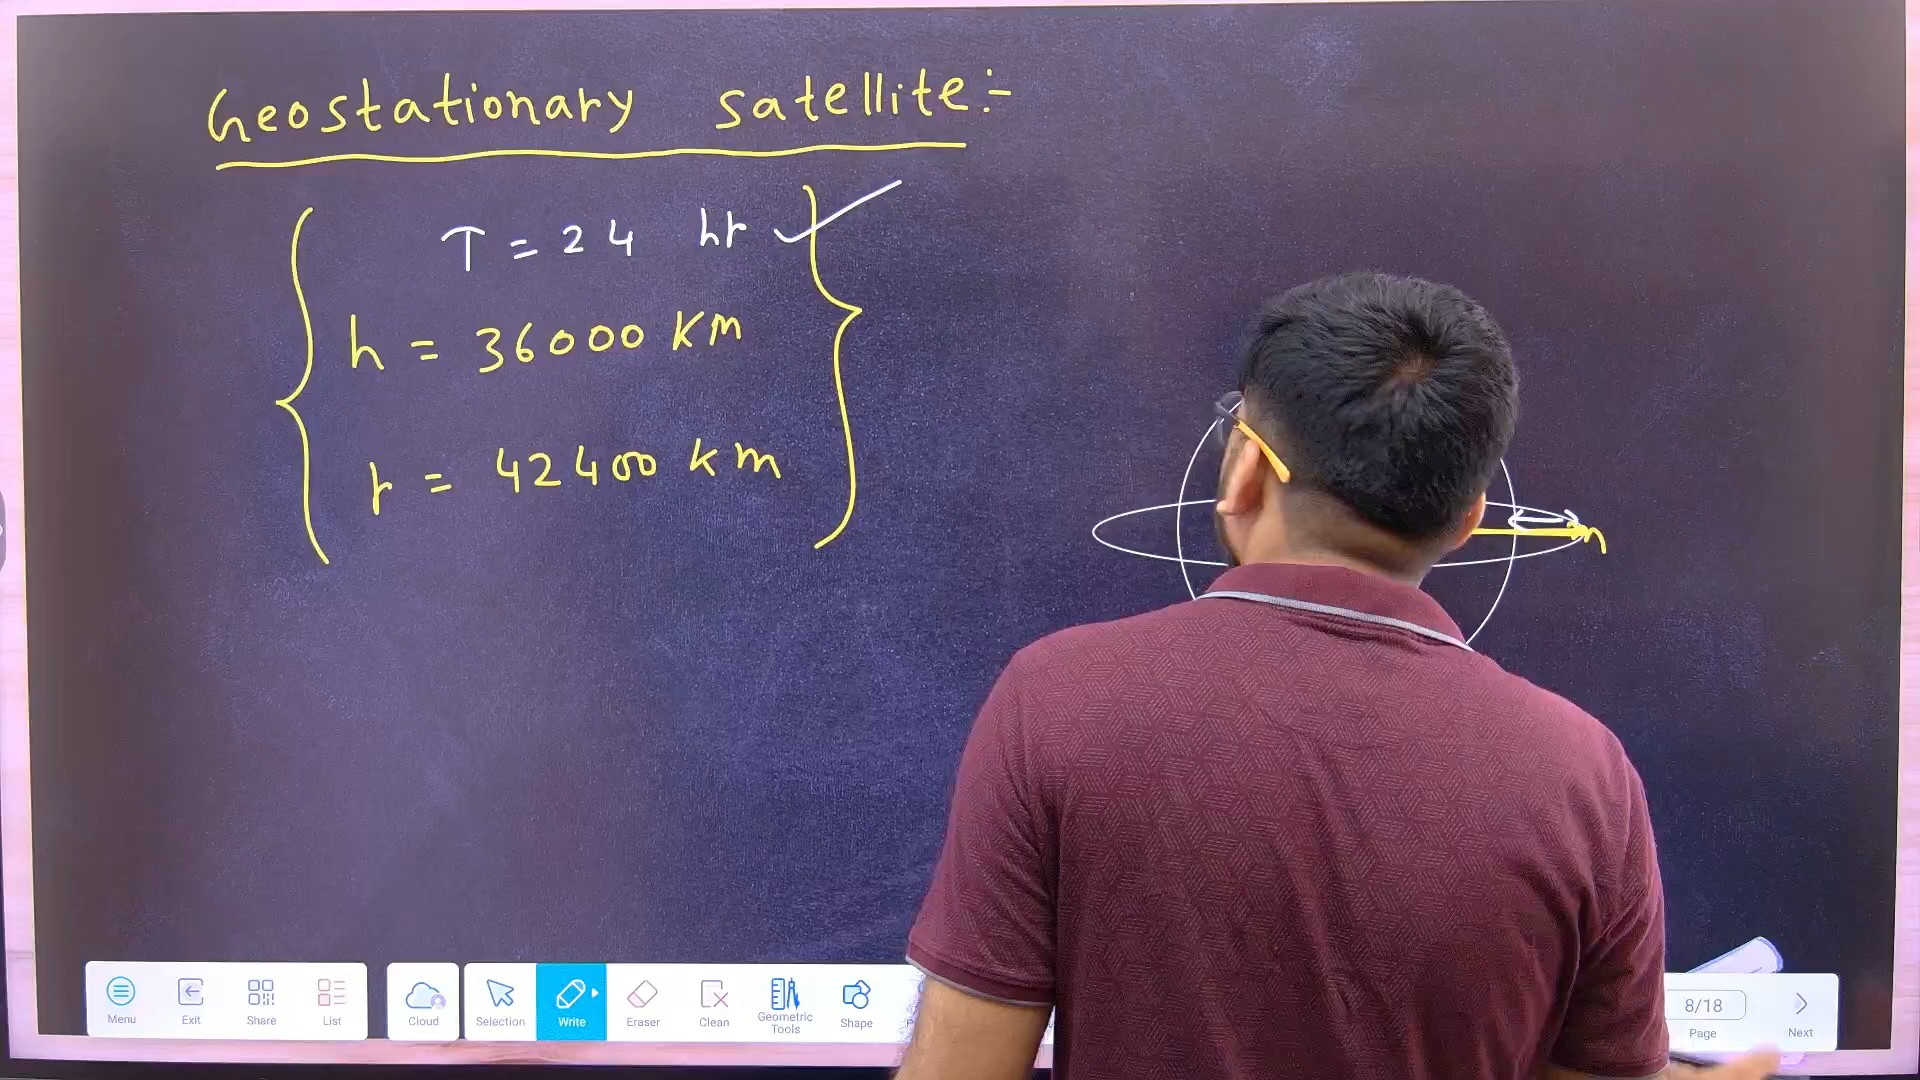 Geostationary satellite:-
T = 24 hr
h = 36000 km
r = 42400 km
Menu
Exit
Share
List
Cloud
Selection
Write
Eraser
Clean
Geometric
Tools
Shape
8/18
Page
Next